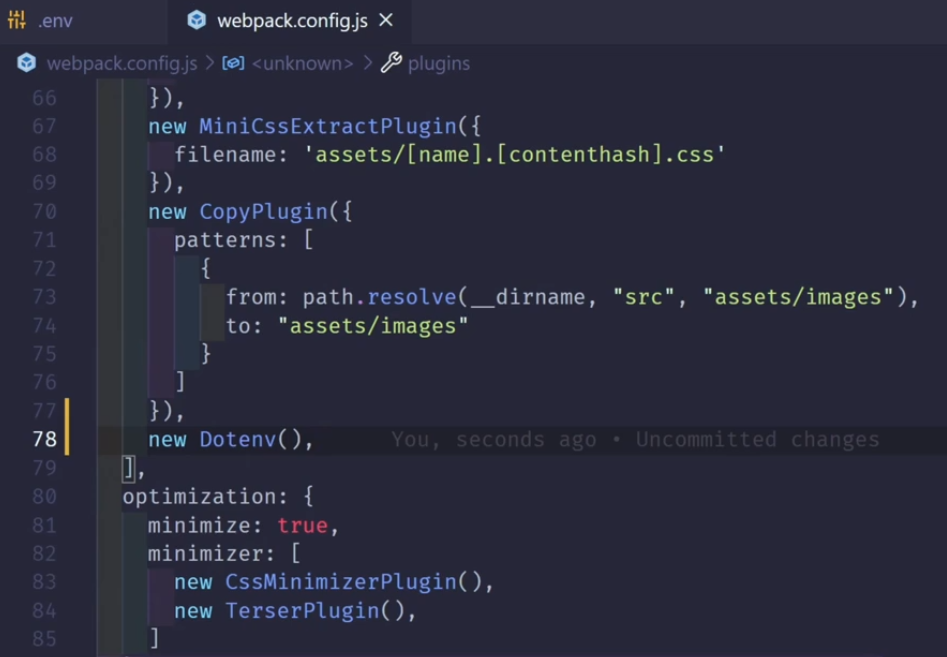 .env webpack.config.js
webpack.config.js > <unknown> > plugins
66 }),
67 new MiniCssExtractPlugin({
68 filename: 'assets/[name].[contenthash].css'
69 }),
70 new CopyPlugin({
71 patterns: [
72 {
73 from: path.resolve(__dirname, "src", "assets/images"),
74 to: "assets/images"
75 }
76 ]
77 }),
78 new Dotenv(), You, seconds ago • Uncommitted changes
79 ],
80 optimization: {
81 minimize: true,
82 minimizer: [
83 new CssMinimizerPlugin(),
84 new TerserPlugin(),
85 ]